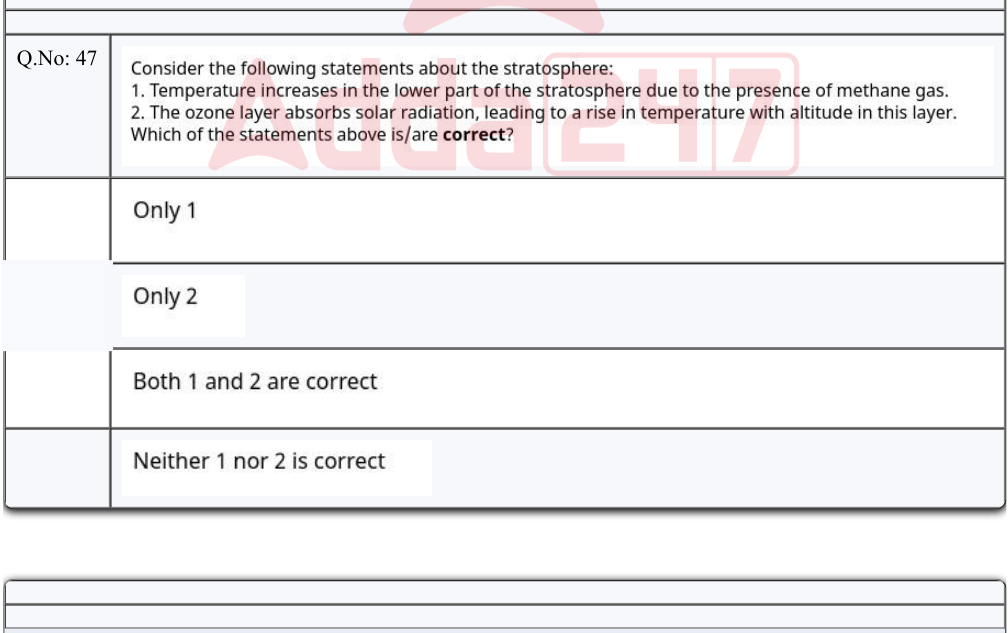 Q.No: 47
Consider the following statements about the stratosphere:
1. Temperature increases in the lower part of the stratosphere due to the presence of methane gas.
2. The ozone layer absorbs solar radiation, leading to a rise in temperature with altitude in this layer.
Which of the statements above is/are correct?
Adda247
Only 1
Only 2
Both 1 and 2 are correct
Neither 1 nor 2 is correct